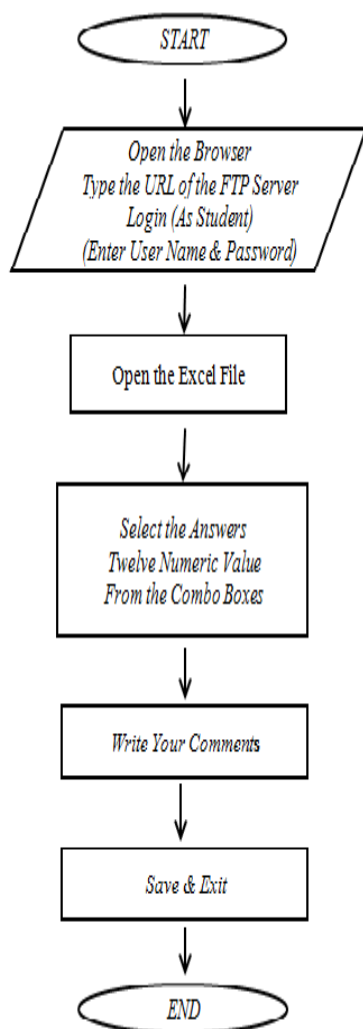 START
Open the Browser
Type the URL of the FTP Server
Login (As Student)
(Enter User Name & Password)
Open the Excel File
Select the Answers
Twelve Numeric Value
From the Combo Boxes
Write Your Comments
Save & Exit
END